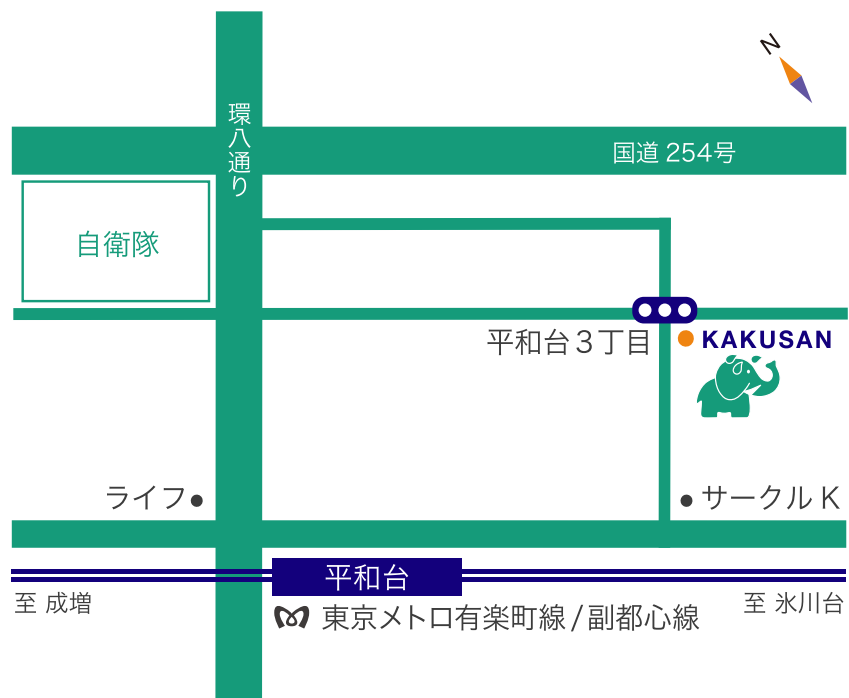 N
環八通り
国道254号
自衛隊
平和台3丁目
KAKUSAN
ライフ
サークルK
平和台
至 成増
至 氷川台
東京メトロ有楽町線/副都心線